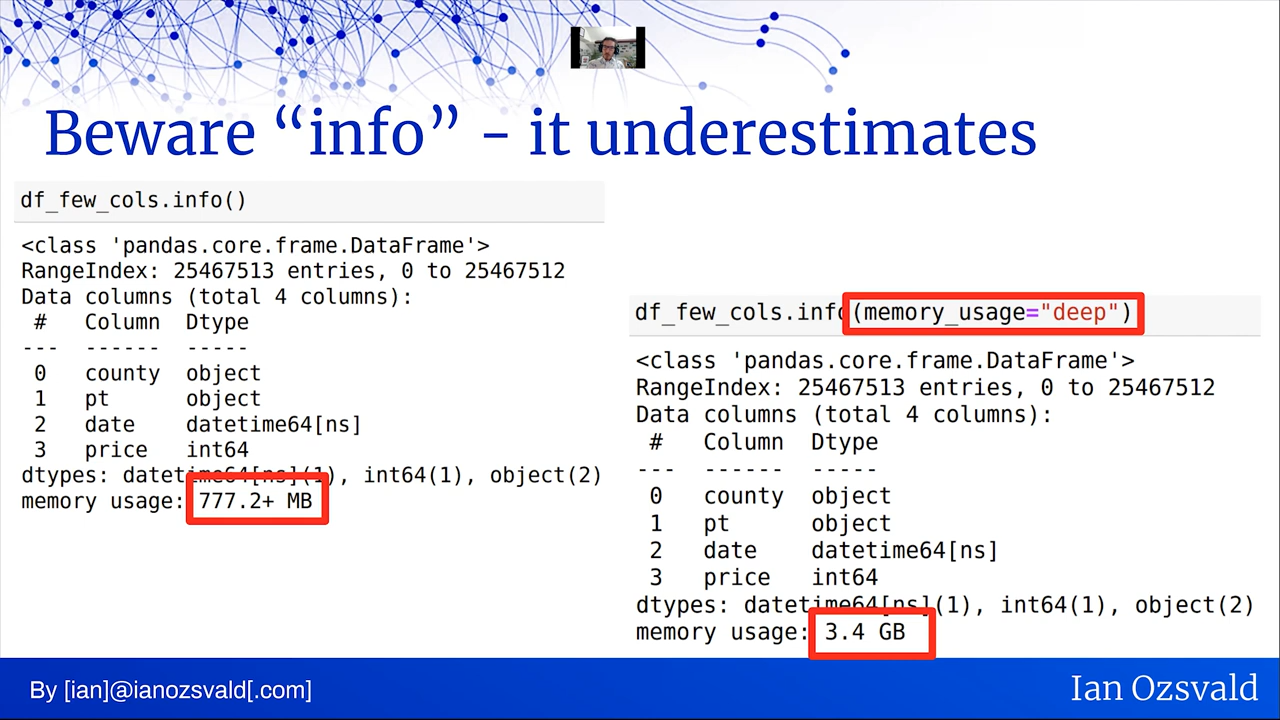 Beware “info” - it underestimates
df_few_cols.info()
<class 'pandas.core.frame.DataFrame'>
RangeIndex: 25467513 entries, 0 to 25467512
Data columns (total 4 columns):
 #   Column  Dtype
---  ------  -----
 0   county  object
 1   pt      object
 2   date    datetime64[ns]
 3   price   int64
dtypes: datetime64[ns](1), int64(1), object(2)
memory usage: 777.2+ MB
df_few_cols.info(memory_usage="deep")
<class 'pandas.core.frame.DataFrame'>
RangeIndex: 25467513 entries, 0 to 25467512
Data columns (total 4 columns):
 #   Column  Dtype
---  ------  -----
 0   county  object
 1   pt      object
 2   date    datetime64[ns]
 3   price   int64
dtypes: datetime64[ns](1), int64(1), object(2)
memory usage: 3.4 GB
By [ian]@ianozsvald[.com]
Ian Ozsvald